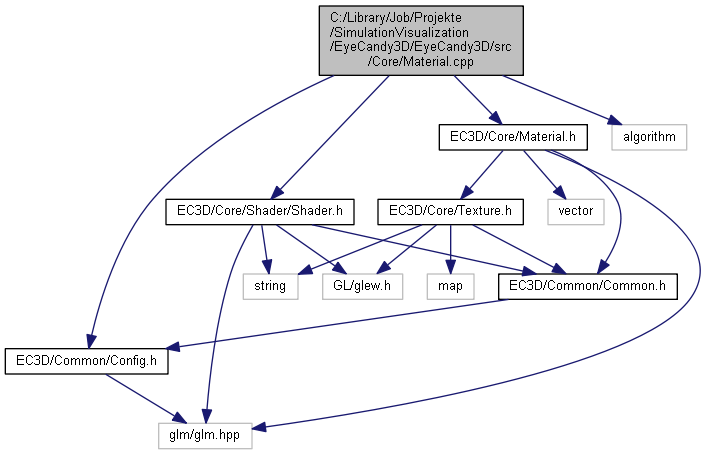 C:/Library/Job/Projekte
/SimulationVisualization
/EyeCandy3D/EyeCandy3D/src
/Core/Material.cpp
EC3D/Core/Material.h
algorithm
EC3D/Core/Shader/Shader.h
EC3D/Core/Texture.h
vector
string
GL/glew.h
map
EC3D/Common/Common.h
EC3D/Common/Config.h
glm/glm.hpp